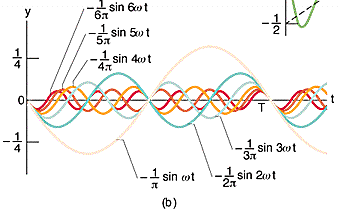 y
-1/6π sin 6ωt
-1/5π sin 5ωt
-1/4π sin 4ωt
-1/2
1/4
0
T
t
-1/4
-1/π sin ωt
-1/2π sin 2ωt
-1/3π sin 3ωt
(b)